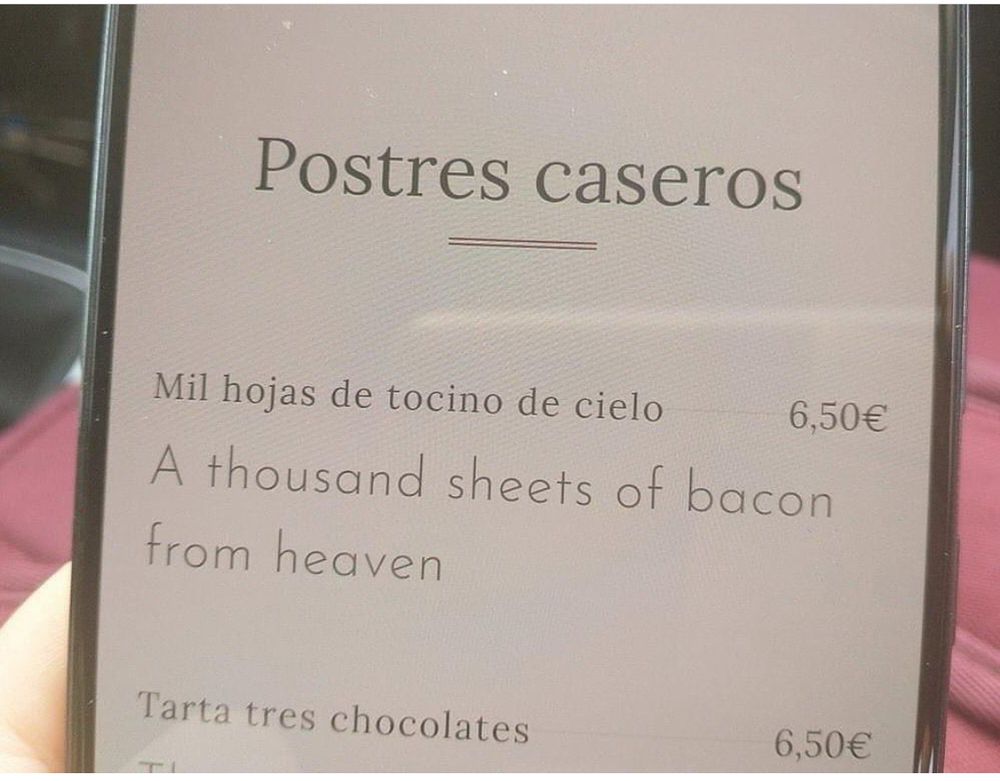 Postres caseros
Mil hojas de tocino de cielo 6,50€
A thousand sheets of bacon
from heaven
Tarta tres chocolates 6,50€